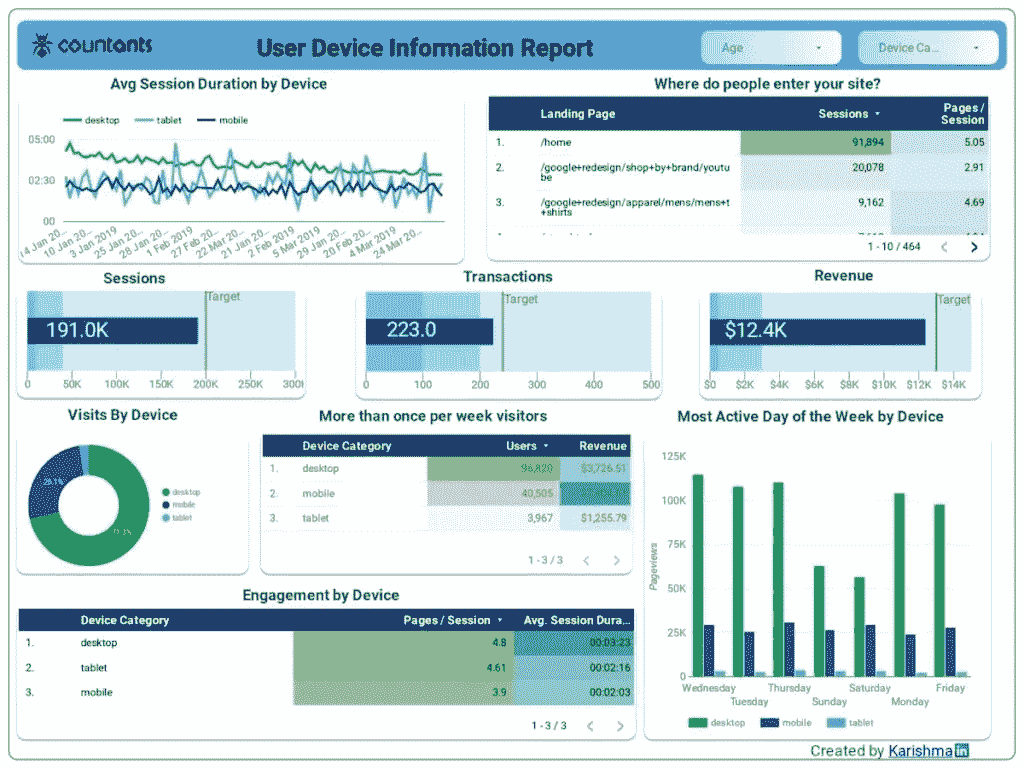 countants
User Device Information Report
Age
Device Ca...
Avg Session Duration by Device
desktop tablet mobile
05:00
02:30
00
14 Jan 20... 10 Jan 20... 3 Jan 2019 25 Jan 20... 28 Jan 20... 1 Feb 2019 27 Feb 20... 22 Mar 20... 21 Jan 20... 2 Feb 2019 5 Mar 2019 29 Jan 20... 20 Feb 20... 4 Mar 2019 24 Mar 20...
Where do people enter your site?
Landing Page Sessions Pages / Session
1. /home 91,894 5.05
2. /google+redesign/shop+by+brand/youtube 20,078 2.91
3. /google+redesign/apparel/mens/mens+t+shirts 9,162 4.69
1 - 10 / 464
Sessions
Target
191.0K
0 50K 100K 150K 200K 250K 300K
Transactions
Target
223.0
0 100 200 300 400 500
Revenue
Target
$12.4K
$0 $2K $4K $6K $8K $10K $12K $14K
Visits By Device
desktop
mobile
tablet
More than once per week visitors
Device Category Users Revenue
1. desktop 96,820 $3,726.51
2. mobile 40,505
3. tablet 3,967 $1,255.79
1 - 3 / 3
Engagement by Device
Device Category Pages / Session Avg. Session Dura...
1. desktop 4.8 00:03:23
2. tablet 4.61 00:02:16
3. mobile 3.9 00:02:03
1 - 3 / 3
Most Active Day of the Week by Device
125K
100K
75K
50K
25K
0
Pageviews
Wednesday Tuesday Thursday Sunday Saturday Monday Friday
desktop mobile tablet
Created by Karishma in